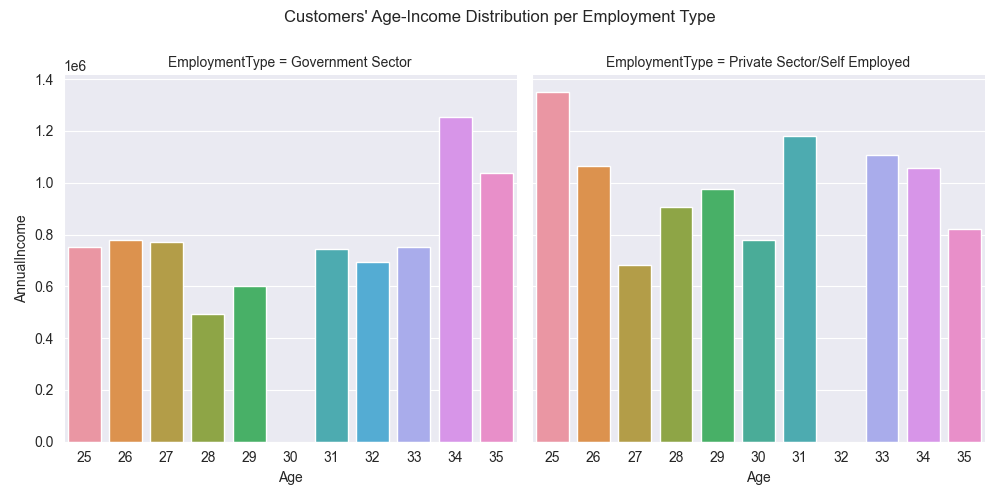 Customers' Age-Income Distribution per Employment Type
EmploymentType = Government Sector
EmploymentType = Private Sector/Self Employed
1e6
1.4
1.2
1.0
0.8
0.6
0.4
0.2
0.0
AnnualIncome
25 26 27 28 29 30 31 32 33 34 35
Age
25 26 27 28 29 30 31 32 33 34 35
Age